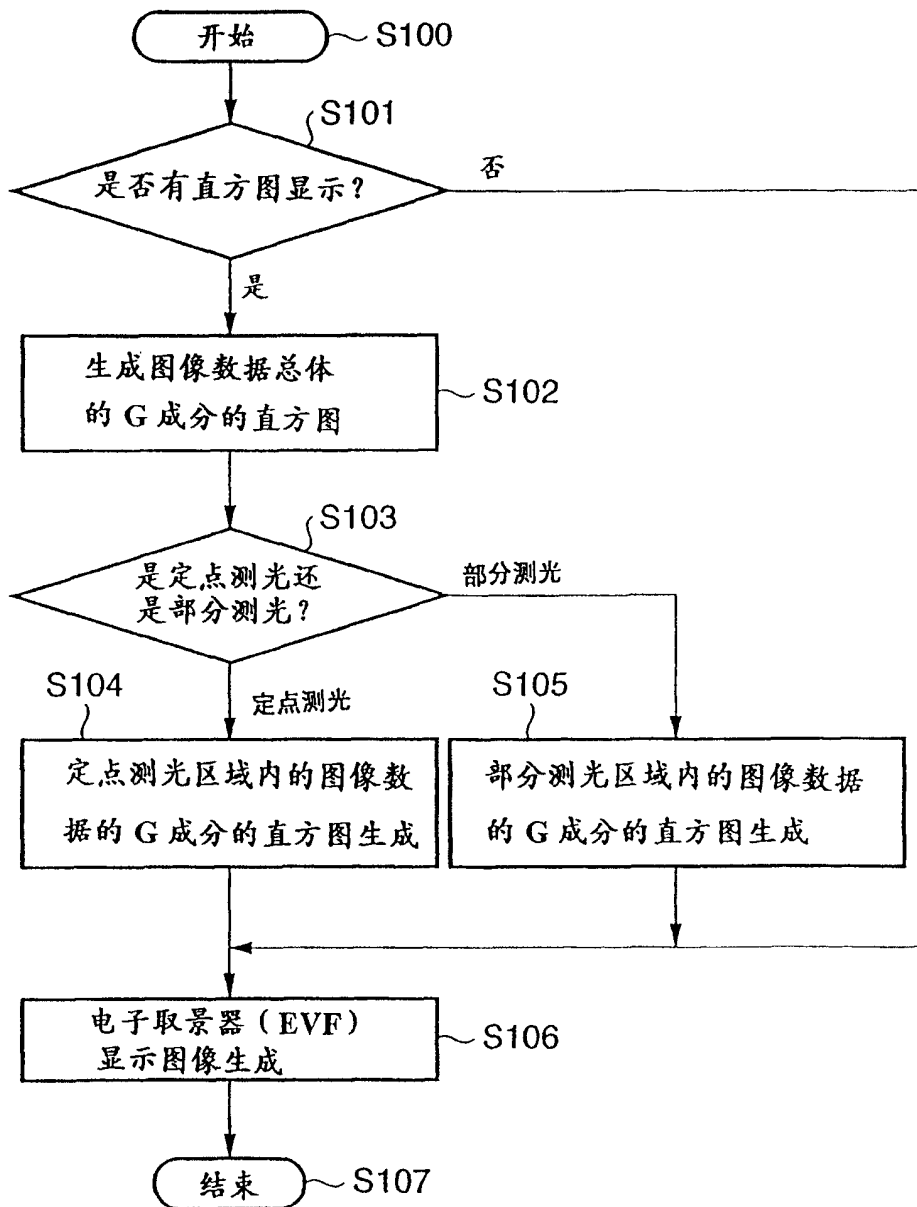 开始
S100
S101
是否有直方图显示？
否
是
生成图像数据总体
的 G 成分的直方图
S102
S103
是定点测光还
是部分测光？
部分测光
定点测光
S104
定点测光区域内的图像数
据的 G 成分的直方图生成
S105
部分测光区域内的图像数据
的 G 成分的直方图生成
电子取景器（EVF）
显示图像生成
S106
结束
S107